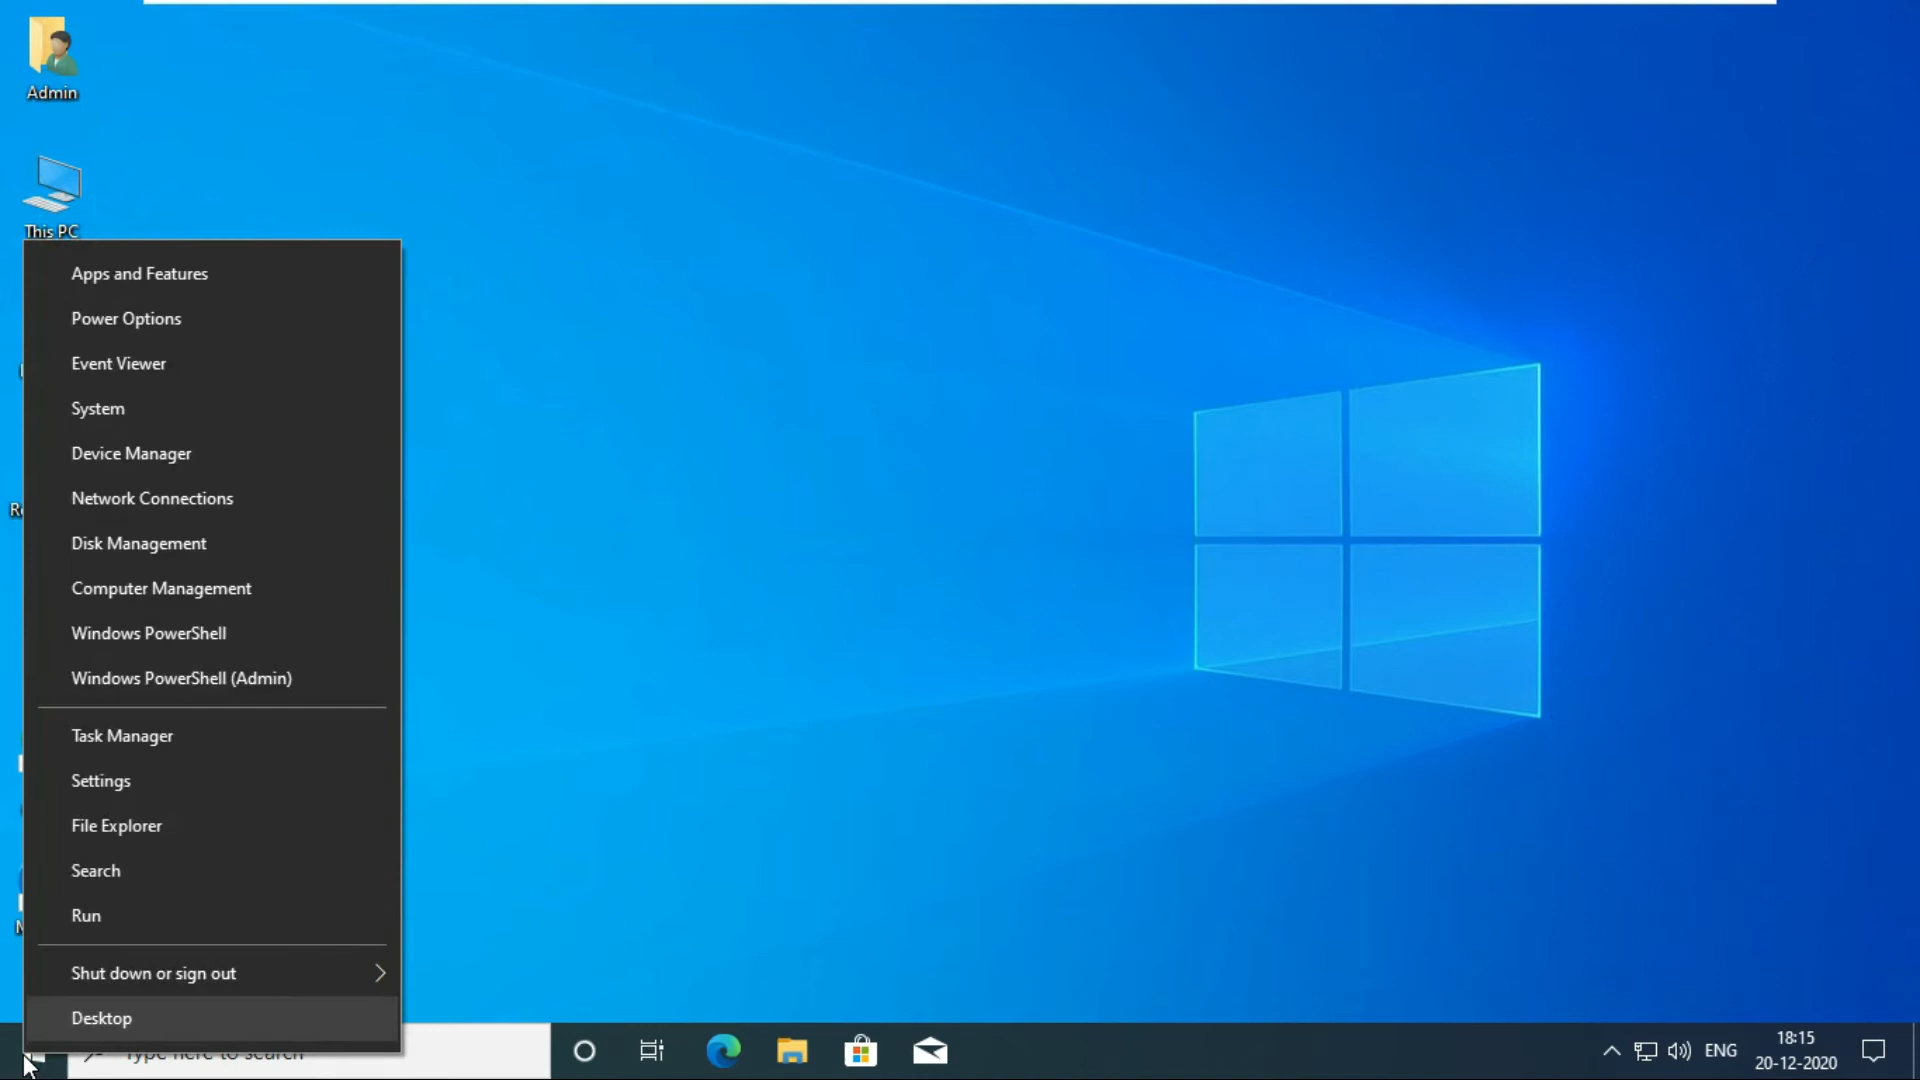 Admin
This PC
Apps and Features
Power Options
Event Viewer
System
Device Manager
Network Connections
Disk Management
Computer Management
Windows PowerShell
Windows PowerShell (Admin)
Task Manager
Settings
File Explorer
Search
Run
Shut down or sign out
Desktop
Type here to search
ENG
18:15
20-12-2020